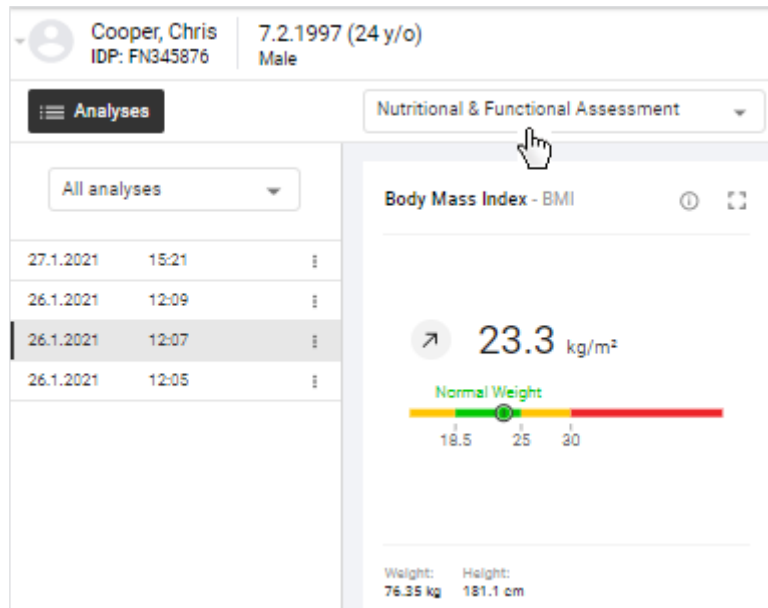 Cooper, Chris
IDP: FN345876
7.2.1997 (24 y/o)
Male
Analyses
Nutritional & Functional Assessment
All analyses
27.1.2021 15:21
26.1.2021 12:09
26.1.2021 12:07
26.1.2021 12:05
Body Mass Index - BMI
23.3 kg/m²
Normal Weight
18.5 25 30
Weight: Height:
76.35 kg 181.1 cm